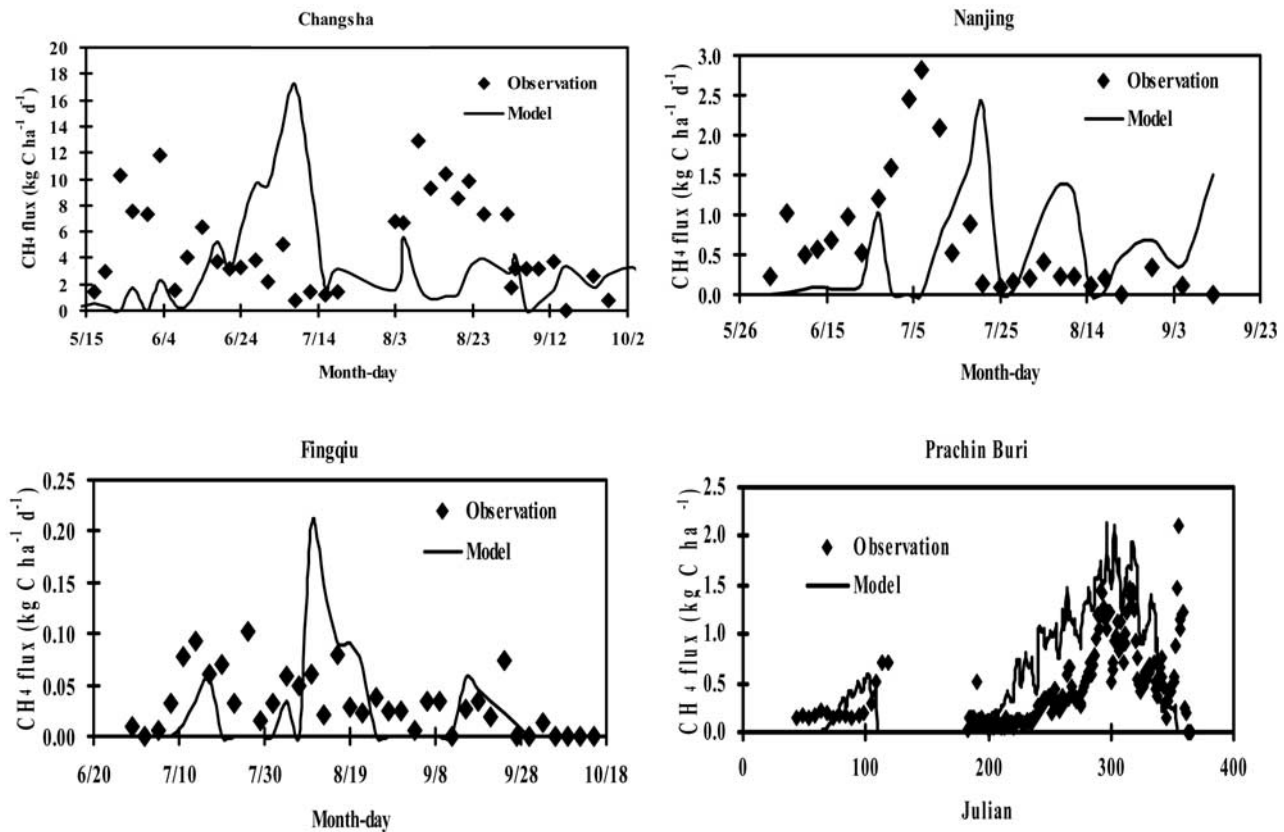 Changsha
CH4 flux (kg C ha-1 d-1)
20
18
16
14
12
10
8
6
4
2
0
Observation
Model
5/15 6/4 6/24 7/14 8/3 8/23 9/12 10/2
Month-day
Nanjing
CH4 flux (kg C ha-1 d-1)
3.0
2.5
2.0
1.5
1.0
0.5
0.0
Observation
Model
5/26 6/15 7/5 7/25 8/14 9/3 9/23
Month-day
Fingqiu
CH4 flux (kg C ha-1 d-1)
0.25
0.20
0.15
0.10
0.05
0.00
Observation
Model
6/20 7/10 7/30 8/19 9/8 9/28 10/18
Month-day
Prachin Buri
CH4 flux (kg C ha -1)
2.5
2.0
1.5
1.0
0.5
0.0
Observation
Model
0 100 200 300 400
Julian